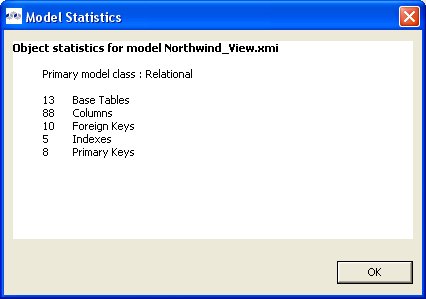 Model Statistics
Object statistics for model Northwind_View.xmi
Primary model class : Relational
13 Base Tables
88 Columns
10 Foreign Keys
5 Indexes
8 Primary Keys
OK